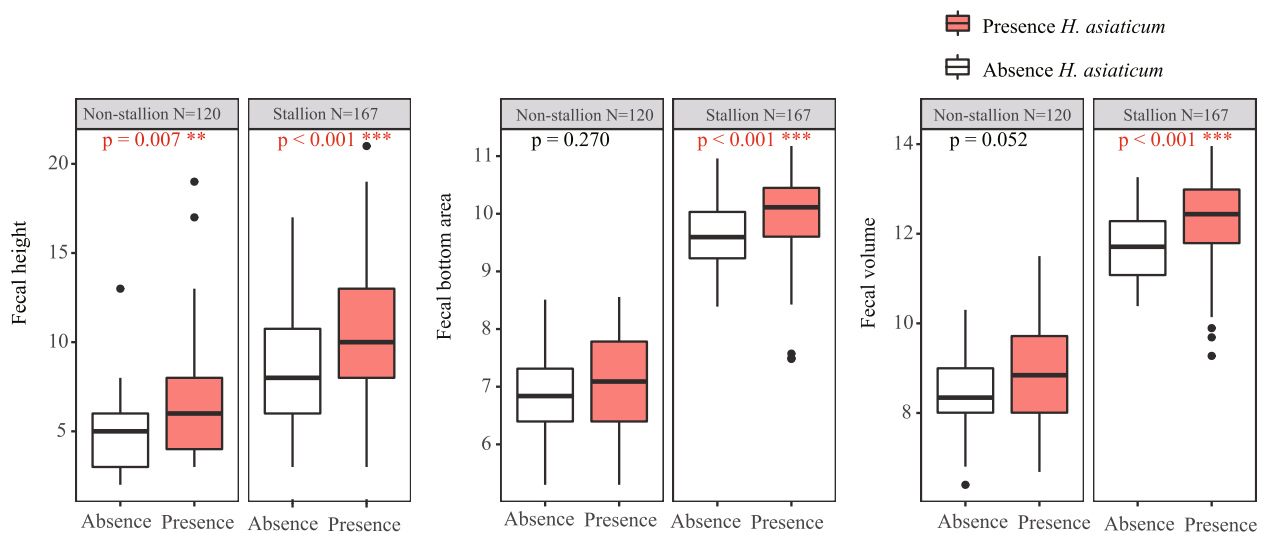 Presence H. asiaticum
Absence H. asiaticum
Non-stallion N=120
Stallion N=167
p = 0.007 **
p < 0.001 ***
Fecal height
20
15
10
5
Absence
Presence
Absence
Presence
Non-stallion N=120
Stallion N=167
p = 0.270
p < 0.001 ***
Fecal bottom area
11
10
9
8
7
6
Absence
Presence
Absence
Presence
Non-stallion N=120
Stallion N=167
p = 0.052
p < 0.001 ***
Fecal volume
14
12
10
8
Absence
Presence
Absence
Presence